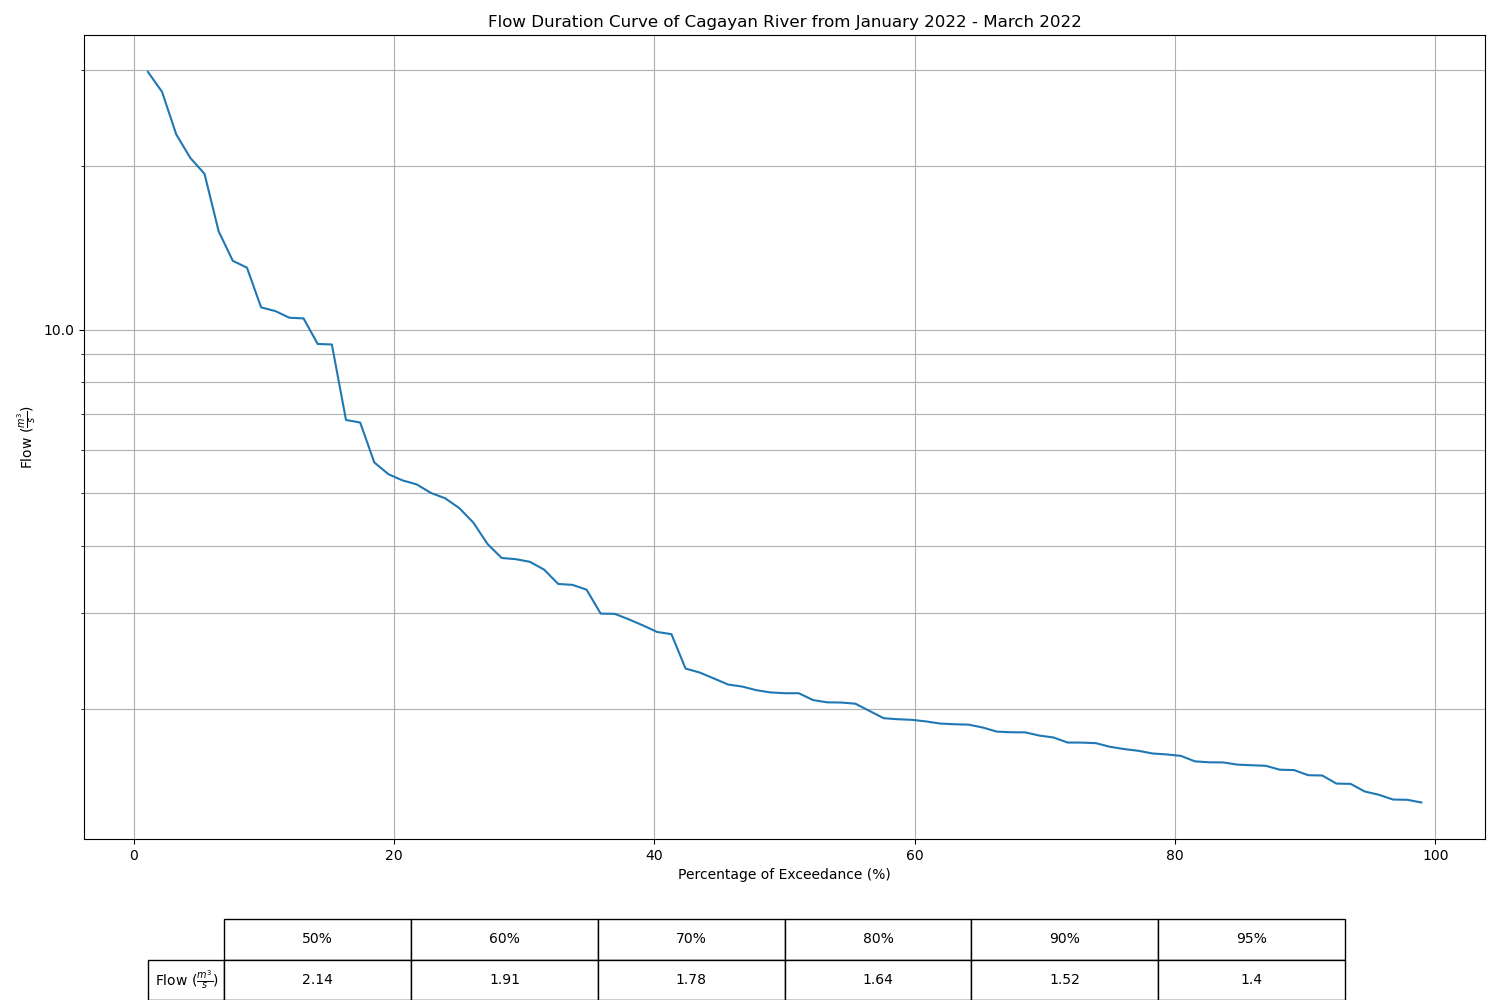 Flow Duration Curve of Cagayan River from January 2022 - March 2022
10.0
Flow (m³/s)
0 20 40 60 80 100
Percentage of Exceedance (%)
50% 60% 70% 80% 90% 95%
Flow (m³/s) 2.14 1.91 1.78 1.64 1.52 1.4